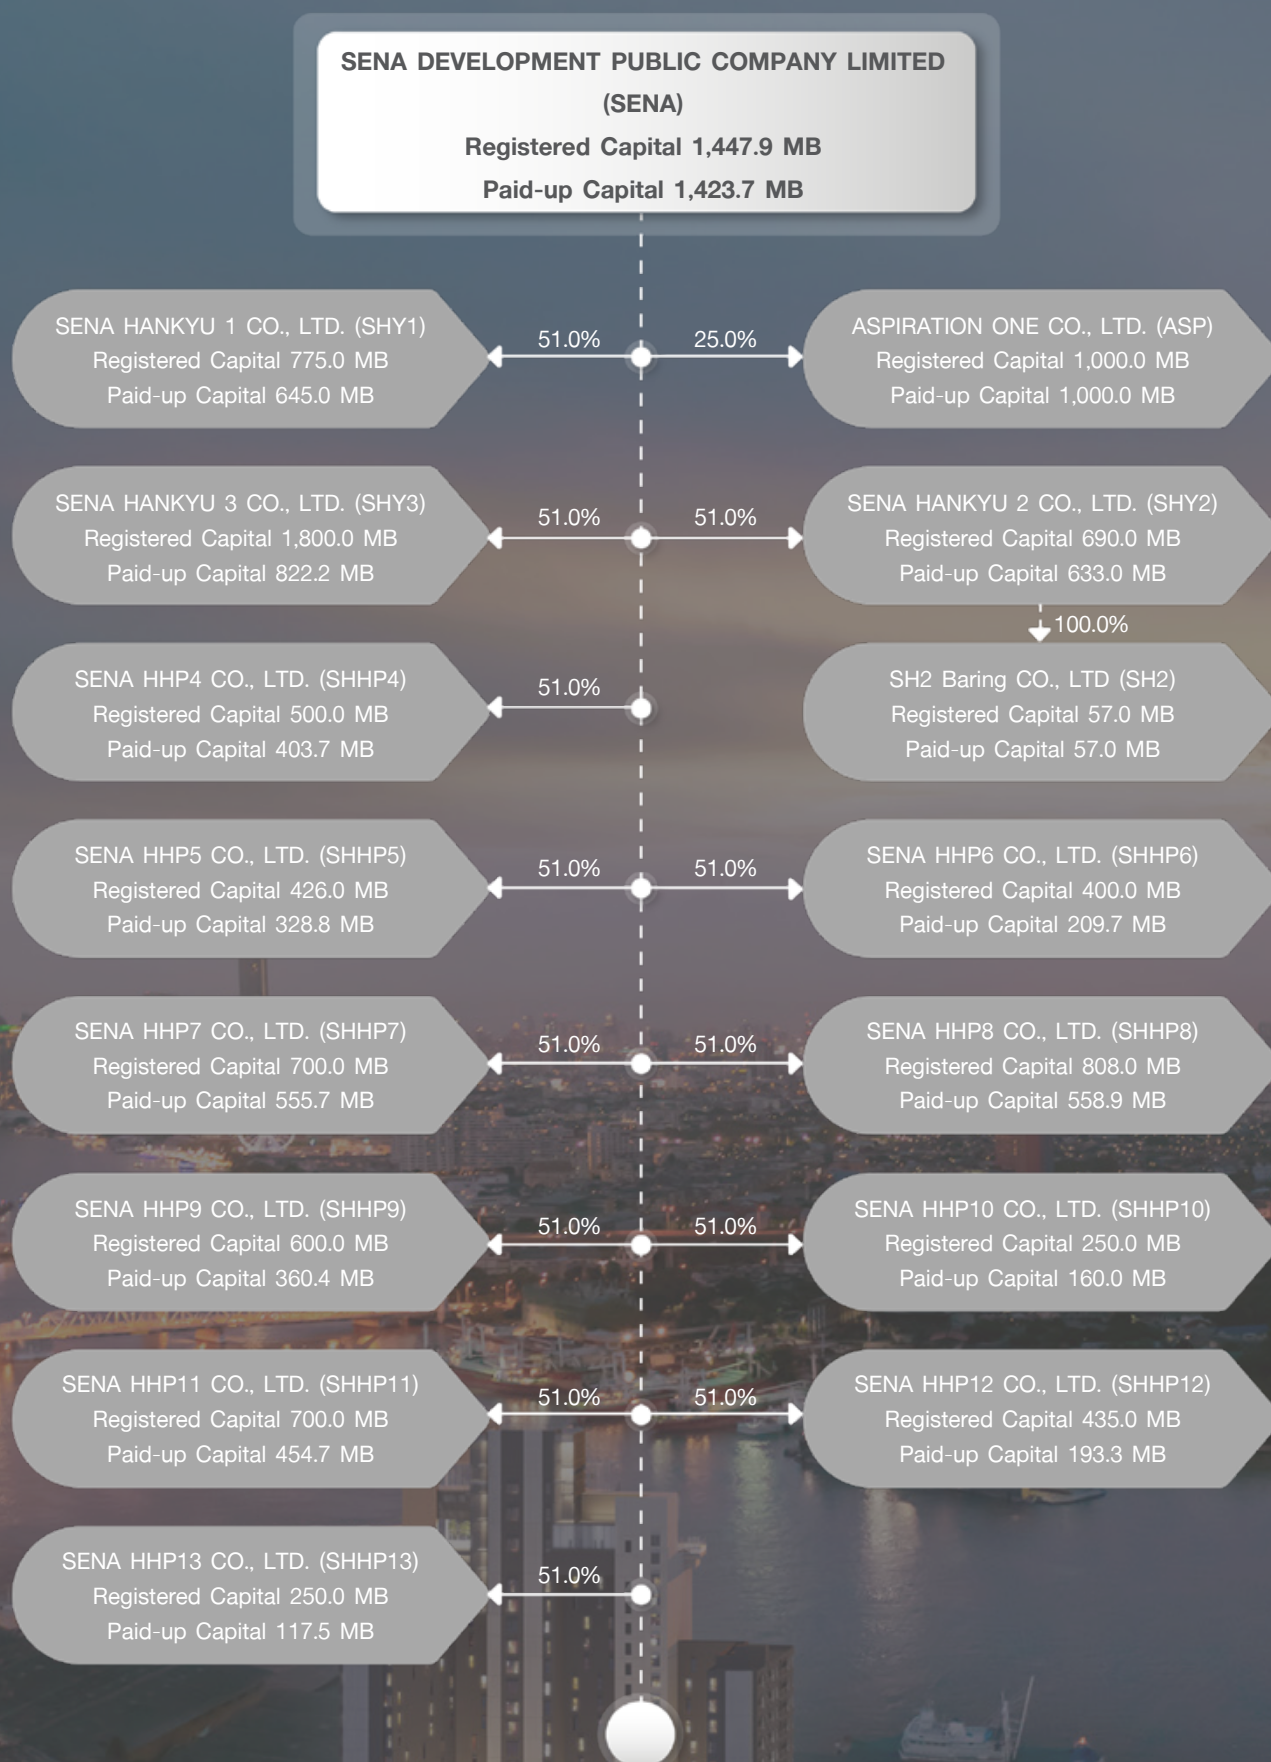 SENA DEVELOPMENT PUBLIC COMPANY LIMITED
(SENA)
Registered Capital 1,447.9 MB
Paid-up Capital 1,423.7 MB
SENA HANKYU 1 CO., LTD. (SHY1)
Registered Capital 775.0 MB
Paid-up Capital 645.0 MB
51.0%
25.0%
ASPIRATION ONE CO., LTD. (ASP)
Registered Capital 1,000.0 MB
Paid-up Capital 1,000.0 MB
SENA HANKYU 3 CO., LTD. (SHY3)
Registered Capital 1,800.0 MB
Paid-up Capital 822.2 MB
51.0%
51.0%
SENA HANKYU 2 CO., LTD. (SHY2)
Registered Capital 690.0 MB
Paid-up Capital 633.0 MB
100.0%
SENA HHP4 CO., LTD. (SHHP4)
Registered Capital 500.0 MB
Paid-up Capital 403.7 MB
51.0%
SH2 Baring CO., LTD (SH2)
Registered Capital 57.0 MB
Paid-up Capital 57.0 MB
SENA HHP5 CO., LTD. (SHHP5)
Registered Capital 426.0 MB
Paid-up Capital 328.8 MB
51.0%
51.0%
SENA HHP6 CO., LTD. (SHHP6)
Registered Capital 400.0 MB
Paid-up Capital 209.7 MB
SENA HHP7 CO., LTD. (SHHP7)
Registered Capital 700.0 MB
Paid-up Capital 555.7 MB
51.0%
51.0%
SENA HHP8 CO., LTD. (SHHP8)
Registered Capital 808.0 MB
Paid-up Capital 558.9 MB
SENA HHP9 CO., LTD. (SHHP9)
Registered Capital 600.0 MB
Paid-up Capital 360.4 MB
51.0%
51.0%
SENA HHP10 CO., LTD. (SHHP10)
Registered Capital 250.0 MB
Paid-up Capital 160.0 MB
SENA HHP11 CO., LTD. (SHHP11)
Registered Capital 700.0 MB
Paid-up Capital 454.7 MB
51.0%
51.0%
SENA HHP12 CO., LTD. (SHHP12)
Registered Capital 435.0 MB
Paid-up Capital 193.3 MB
SENA HHP13 CO., LTD. (SHHP13)
Registered Capital 250.0 MB
Paid-up Capital 117.5 MB
51.0%